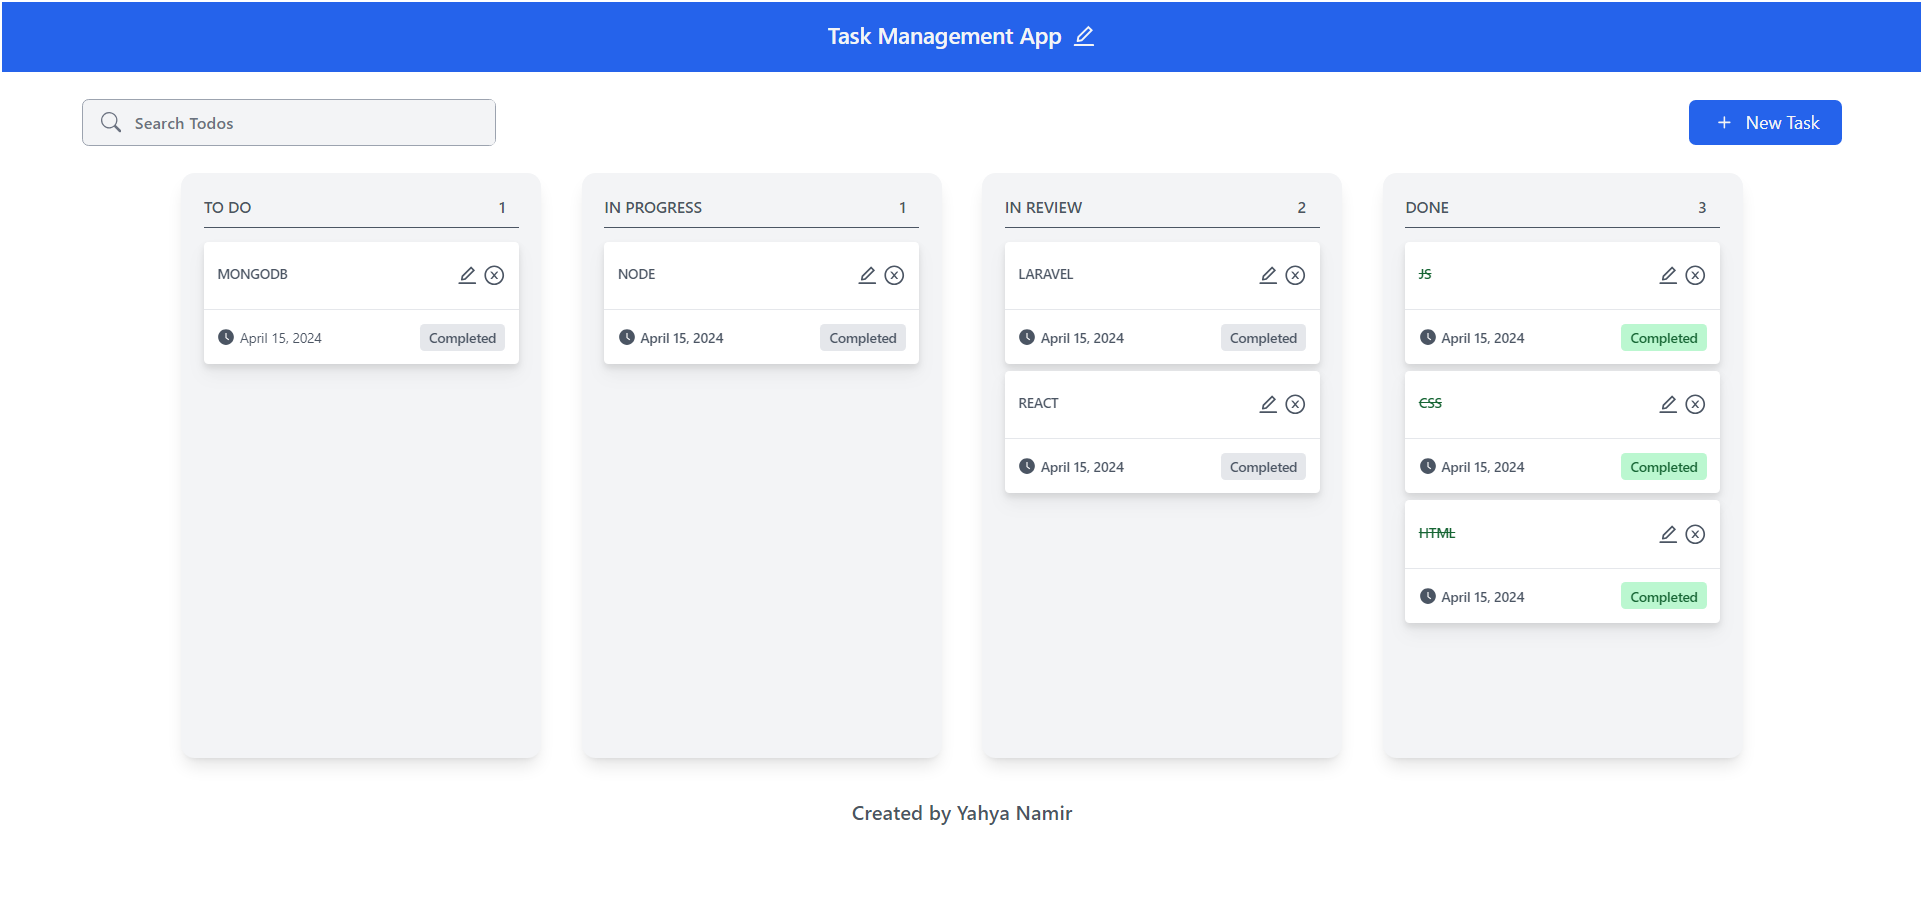 Task Management App
Search Todos
+ New Task
TO DO 1
MONGODB
April 15, 2024 Completed
IN PROGRESS 1
NODE
April 15, 2024 Completed
IN REVIEW 2
LARAVEL
April 15, 2024 Completed
REACT
April 15, 2024 Completed
DONE 3
JS
April 15, 2024 Completed
CSS
April 15, 2024 Completed
HTML
April 15, 2024 Completed
Created by Yahya Namir